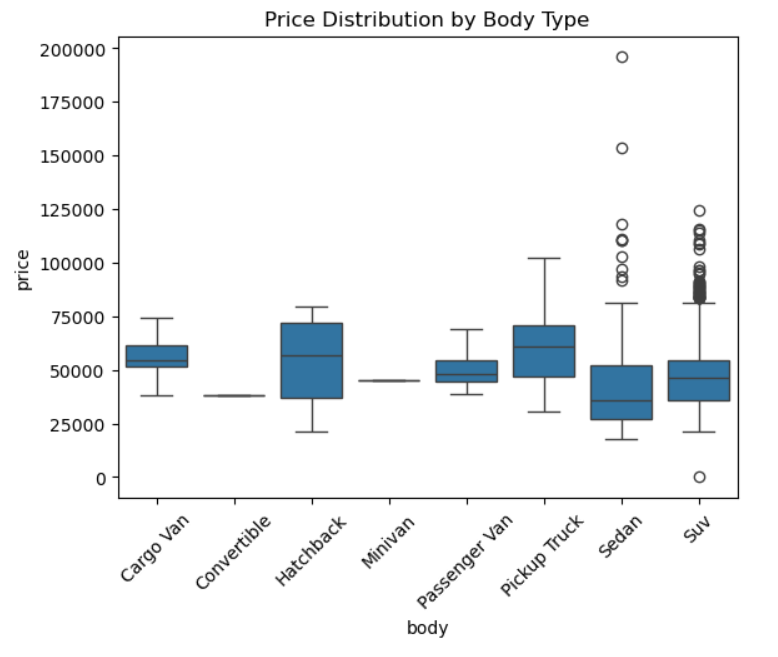 Price Distribution by Body Type
200000
175000
150000
125000
100000
75000
50000
25000
0
price
Cargo Van
Convertible
Hatchback
Minivan
Passenger Van
Pickup Truck
Sedan
Suv
body